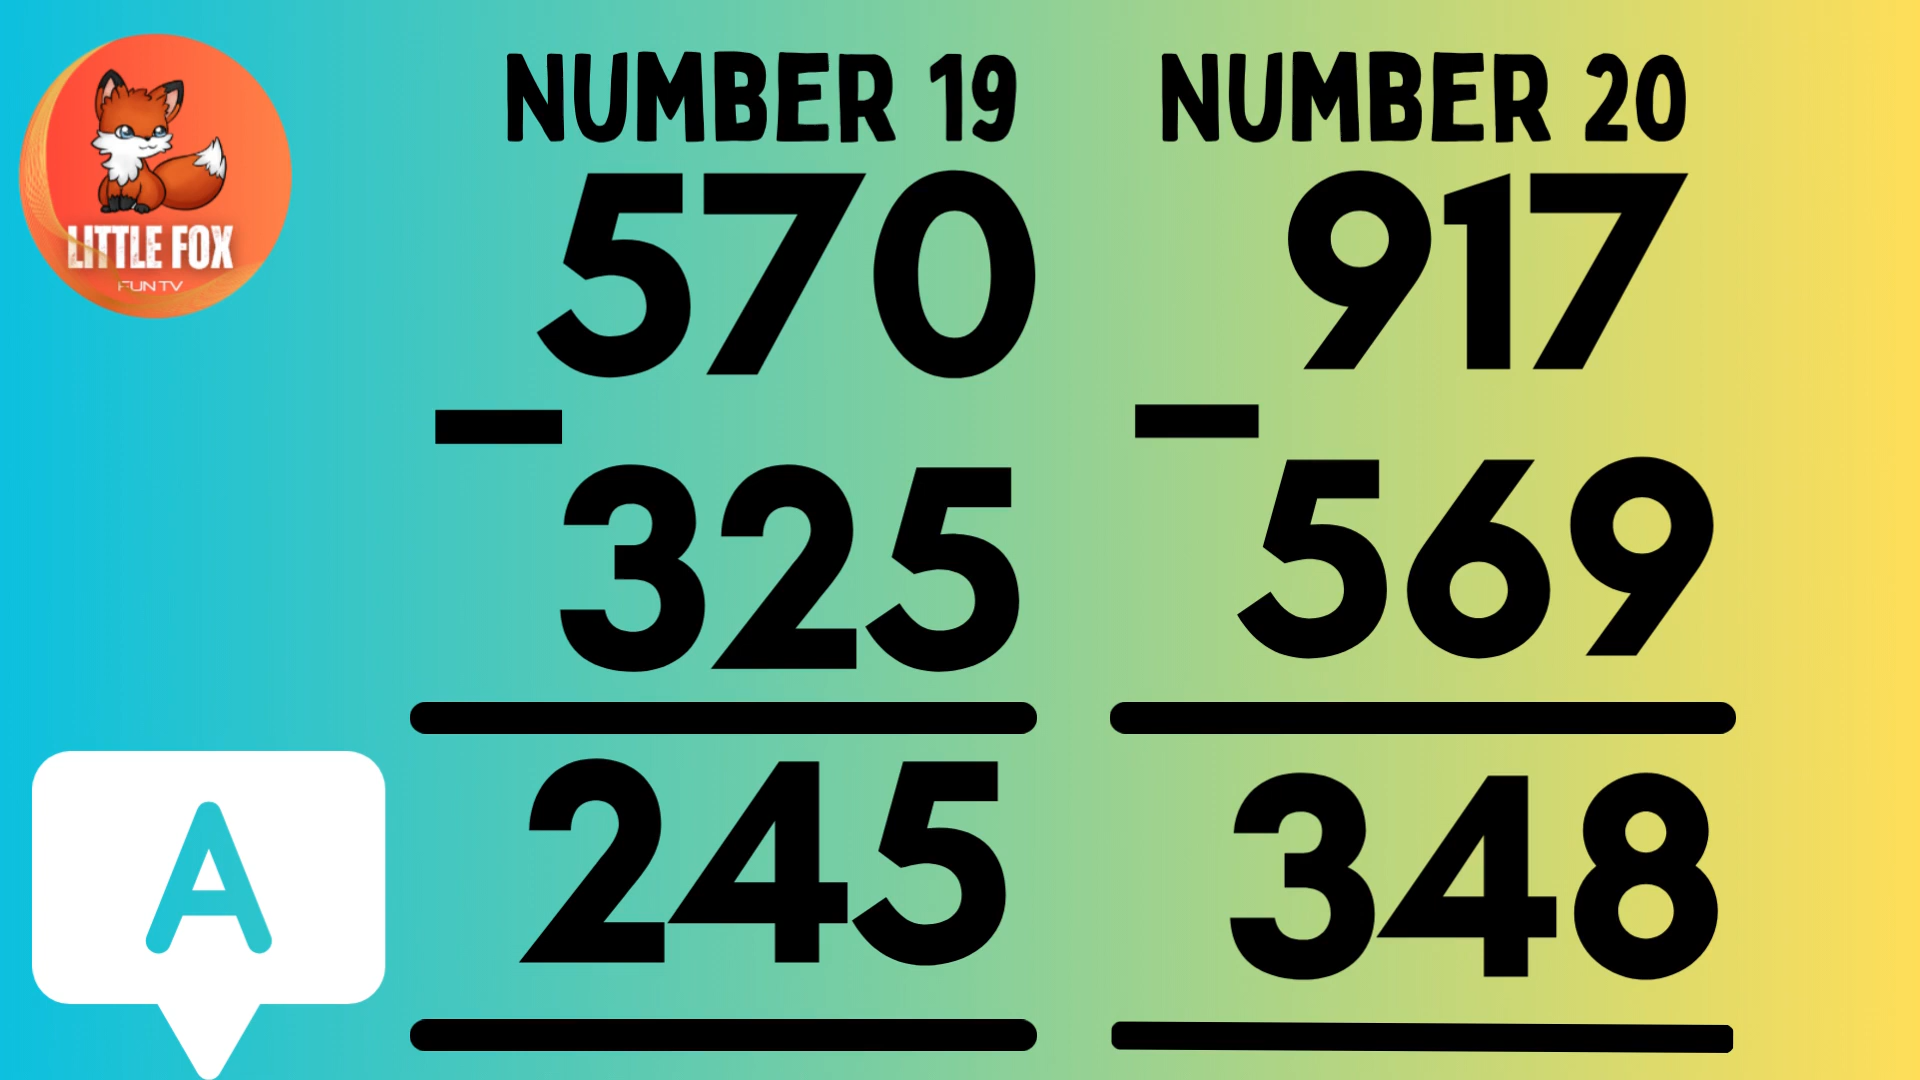 LITTLE FOX
FUN TV
NUMBER 19
570
- 325
245
NUMBER 20
917
- 569
348
A